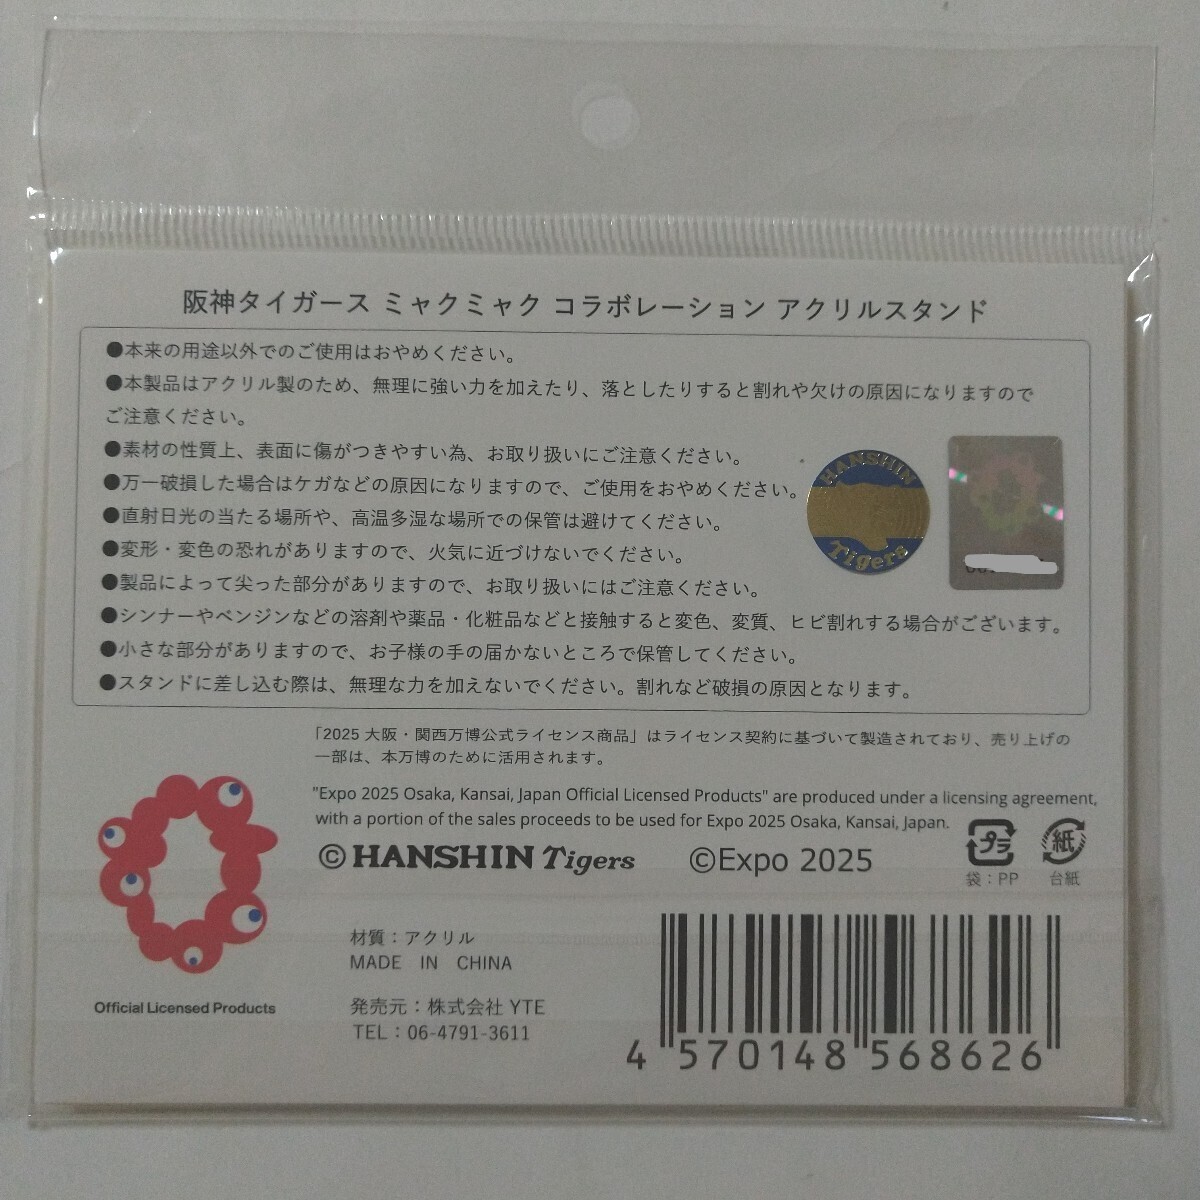 阪神タイガース ミャクミャク コラボレーション アクリルスタンド
●本来の用途以外でのご使用はおやめください。
●本製品はアクリル製のため、無理に強い力を加えたり、落としたりすると割れや欠けの原因になりますので
ご注意ください。
●素材の性質上、表面に傷がつきやすい為、お取り扱いにご注意ください。
●万一破損した場合はケガなどの原因になりますので、ご使用をおやめください。
●直射日光の当たる場所や、高温多湿な場所での保管は避けてください。
●変形・変色の恐れがありますので、火気に近づけないでください。
●製品によって尖った部分がありますので、お取り扱いにはご注意ください。
●シンナーやベンジンなどの溶剤や薬品・化粧品などと接触すると変色、変質、ヒビ割れする場合がございます。
●小さな部分がありますので、お子様の手の届かないところで保管してください。
●スタンドに差し込む際は、無理な力を加えないでください。割れなど破損の原因となります。
HANSHIN
Tigers
「2025 大阪・関西万博公式ライセンス商品」はライセンス契約に基づいて製造されており、売り上げの
一部は、本万博のために活用されます。
"Expo 2025 Osaka, Kansai, Japan Official Licensed Products" are produced under a licensing agreement,
with a portion of the sales proceeds to be used for Expo 2025 Osaka, Kansai, Japan.
©HANSHIN Tigers ©Expo 2025
プラ
袋：PP
紙
台紙
Official Licensed Products
材質：アクリル
MADE IN CHINA
発売元：株式会社 YTE
TEL：06-4791-3611
4 570148 568626